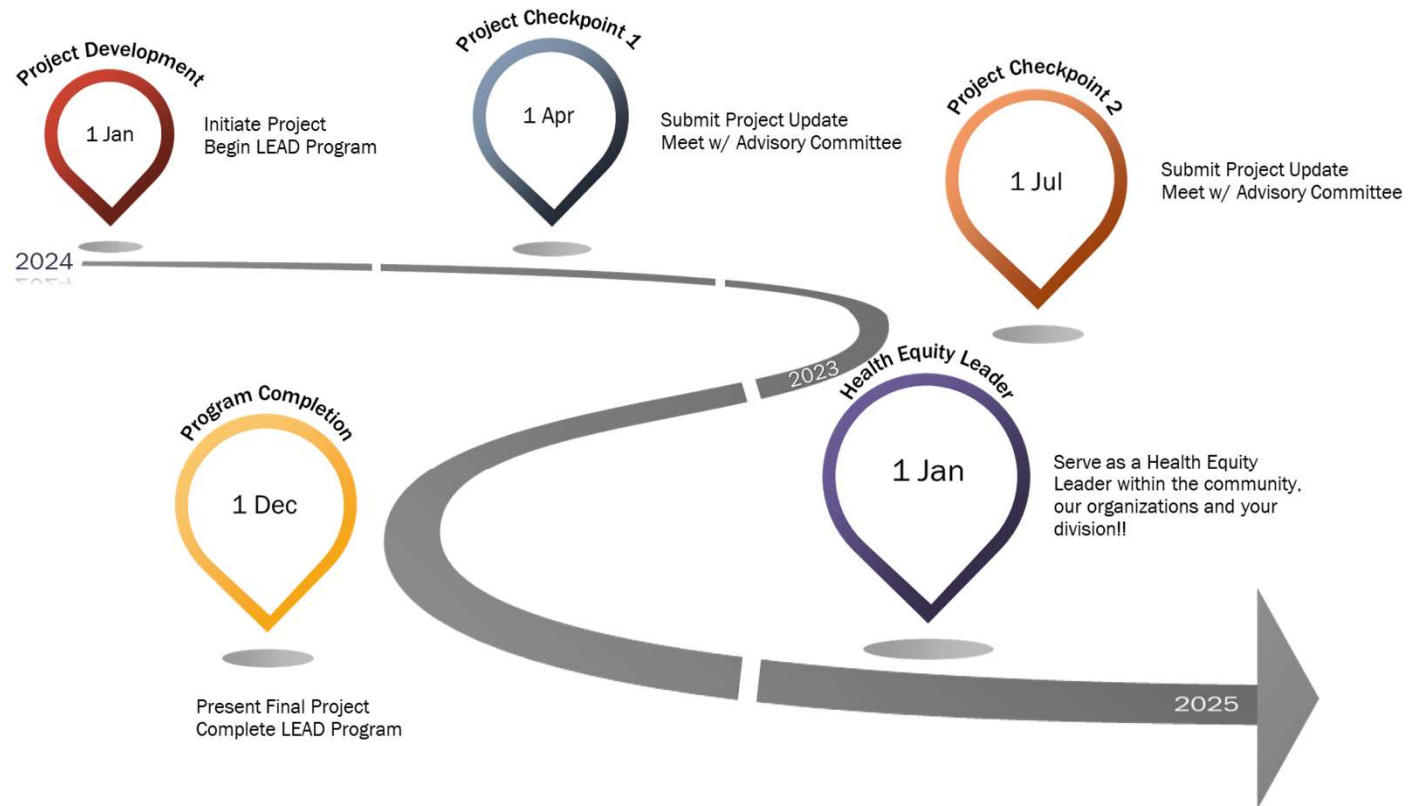 Project Development
1 Jan
Initiate Project
Begin LEAD Program
Project Checkpoint 1
1 Apr
Submit Project Update
Meet w/ Advisory Committee
Project Checkpoint 2
1 Jul
Submit Project Update
Meet w/ Advisory Committee
2024
2023
Program Completion
1 Dec
Present Final Project
Complete LEAD Program
Health Equity Leader
1 Jan
Serve as a Health Equity
Leader within the community,
our organizations and your
division!!
2025